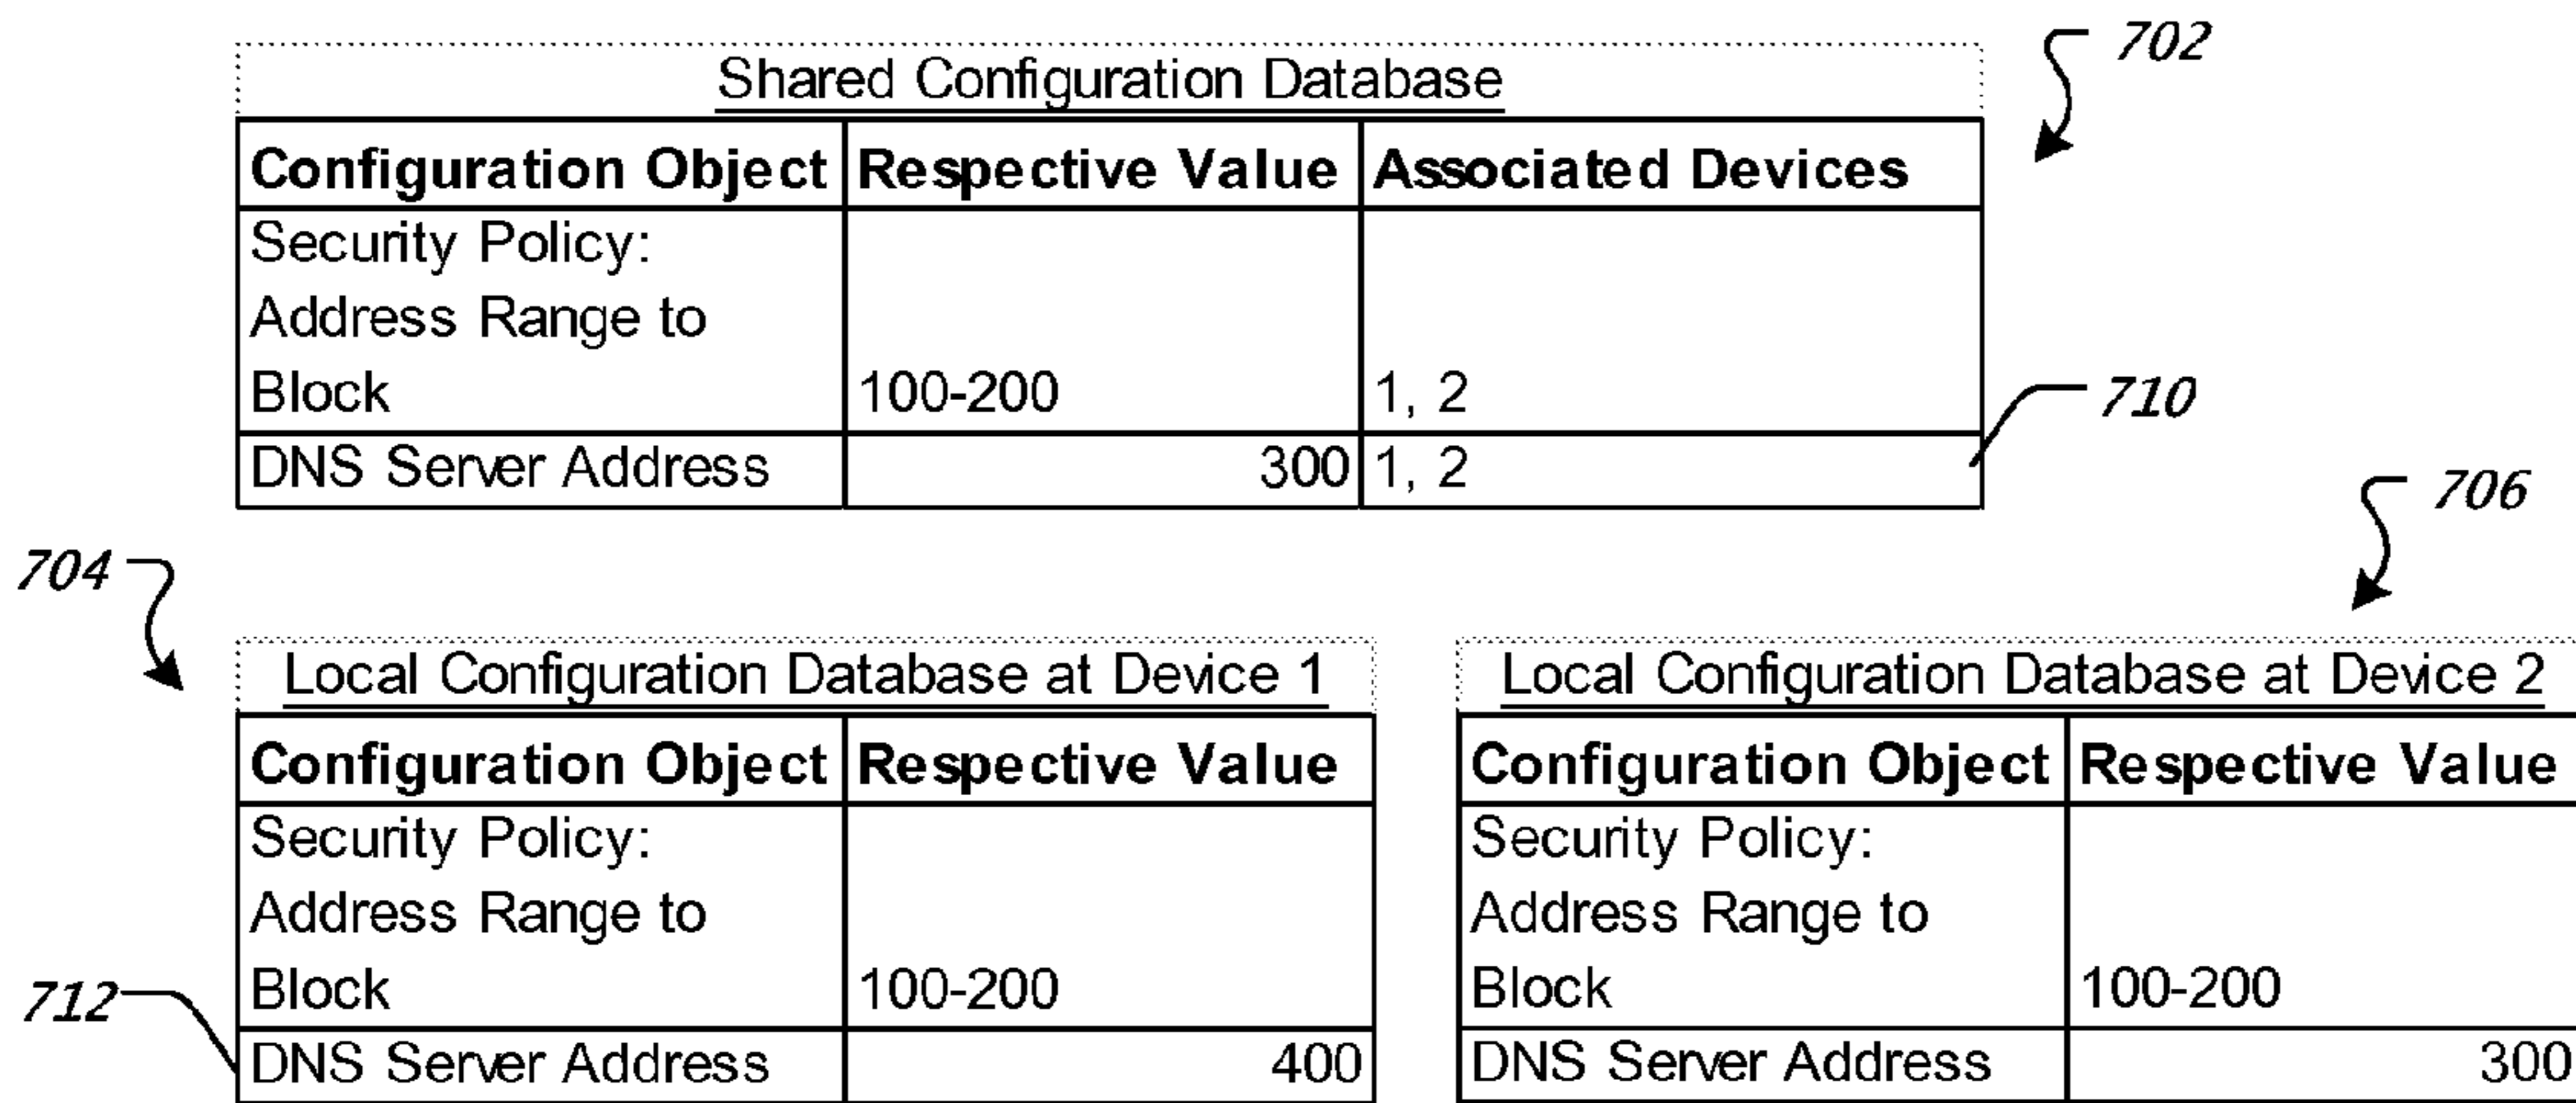 702
Shared Configuration Database
Configuration Object Respective Value Associated Devices
Security Policy:
Address Range to
Block 100-200 1, 2
710
DNS Server Address 300 1, 2
706
704
Local Configuration Database at Device 1
Configuration Object Respective Value
Security Policy:
Address Range to
Block 100-200
712
DNS Server Address 400
Local Configuration Database at Device 2
Configuration Object Respective Value
Security Policy:
Address Range to
Block 100-200
DNS Server Address 300